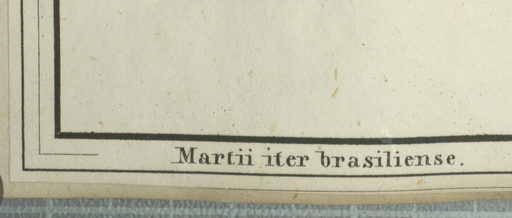 Martii iter brasiliense.